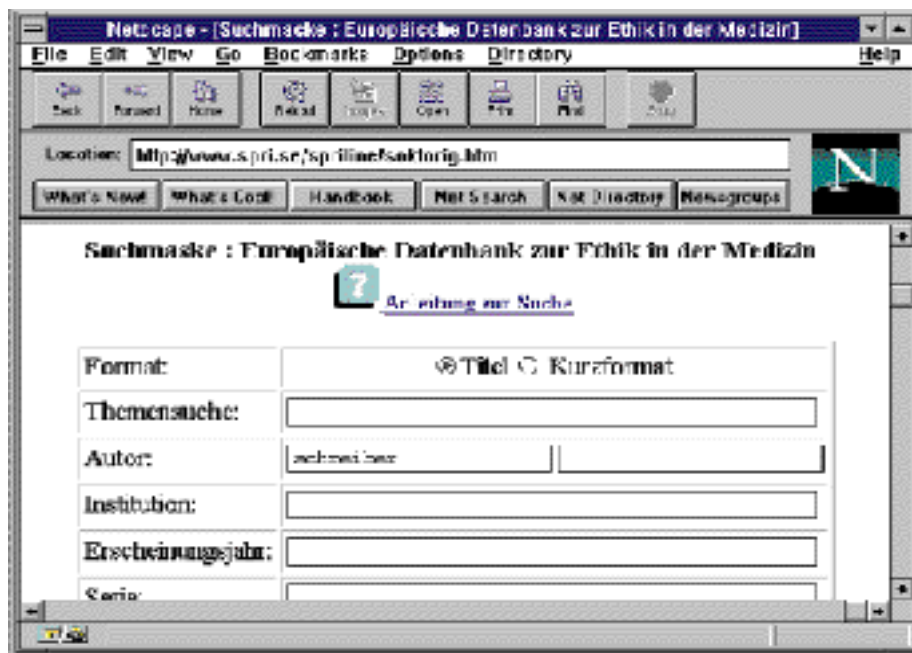 Netscape - [Suchmaske : Europäische Datenbank zur Ethik in der Medizin]
File Edit View Go Bookmarks Options Directory Help
Back Forward Home Reload Images Open Print Find Stop
Location: http://www.spri.se/spriline/soktorig.htm
What's New! What's Cool! Handbook Net Search Net Directory Newsgroups
N
Suchmaske : Europäische Datenbank zur Ethik in der Medizin
? Anleitung zur Suche
Format: Titel Kurzformat
Themensuche:
Autor: schreiber
Institution:
Erscheinungsjahr:
Serie: